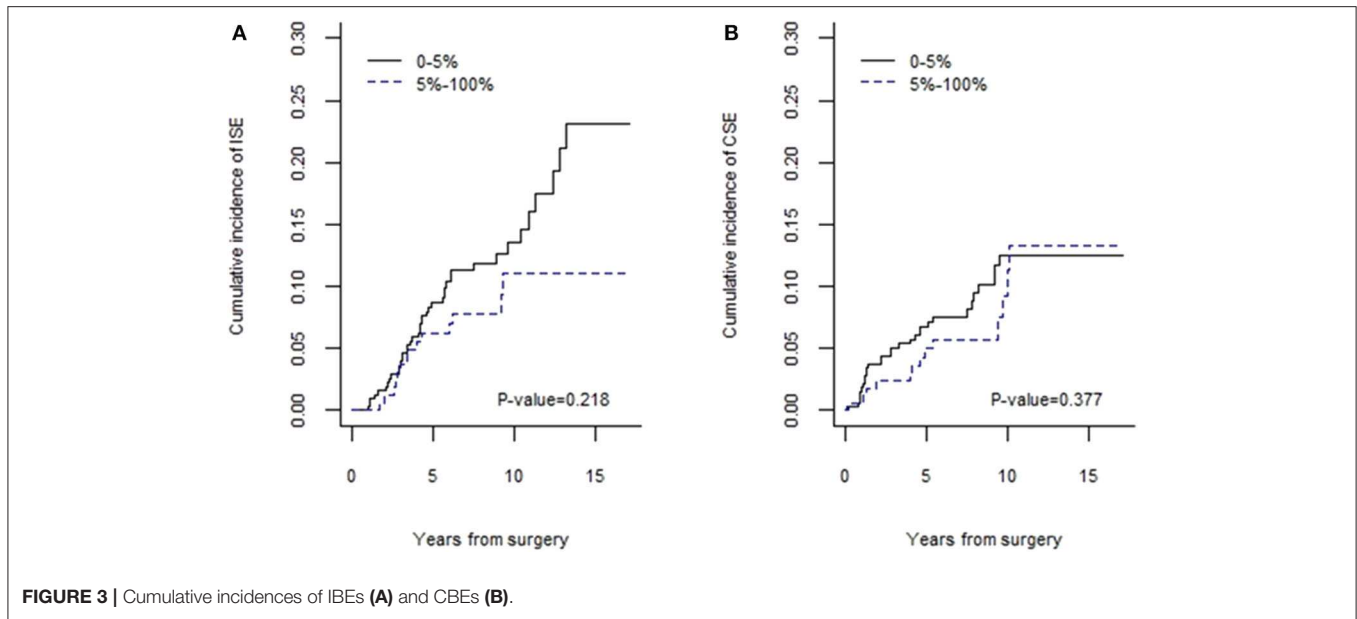 A
0-5%
5%-100%
Cumulative incidence of ISE
0.30
0.25
0.20
0.15
0.10
0.05
0.00
P-value=0.218
0 5 10 15
Years from surgery
B
0-5%
5%-100%
Cumulative incidence of CSE
0.30
0.25
0.20
0.15
0.10
0.05
0.00
P-value=0.377
0 5 10 15
Years from surgery
FIGURE 3 | Cumulative incidences of IBEs (A) and CBEs (B).